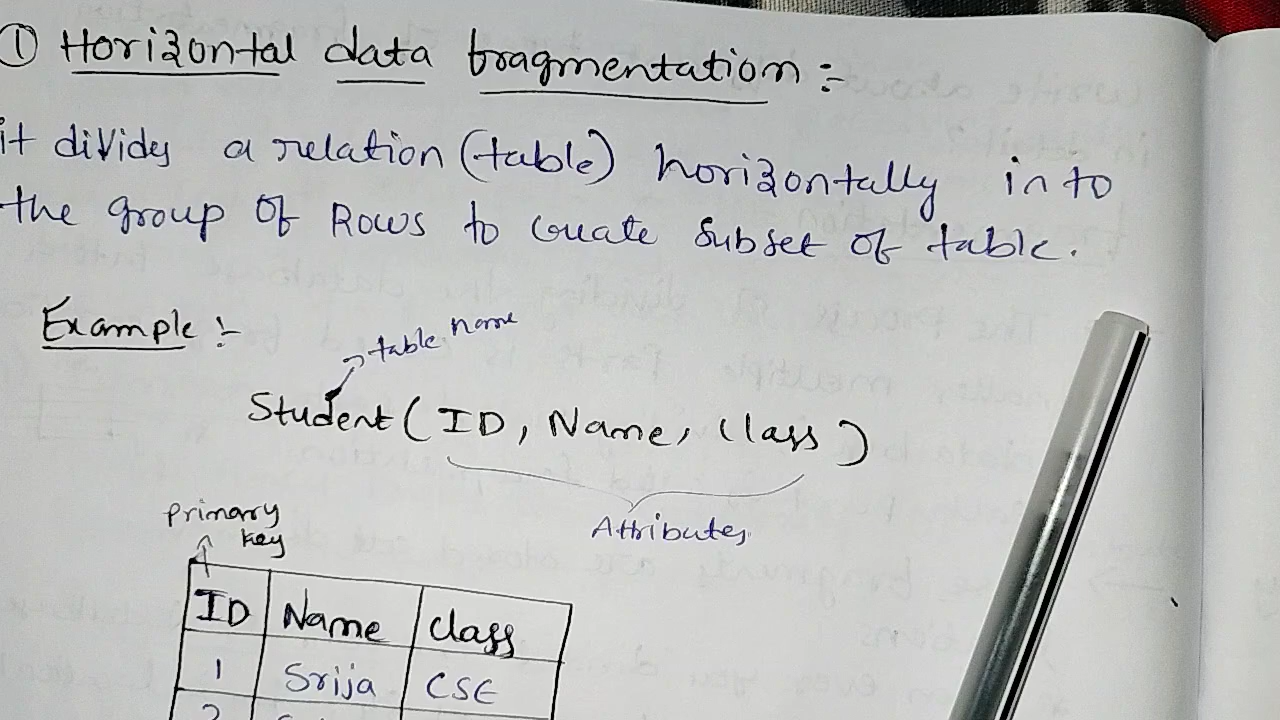 ① Horizontal data fragmentation :-
it divides a relation (table) horizontally into
the group of Rows to create Subset of table.
Example :-
table name
Student ( ID, Name, Class )
Attributes
primary
key
ID Name Class
1 Srija CSE
2